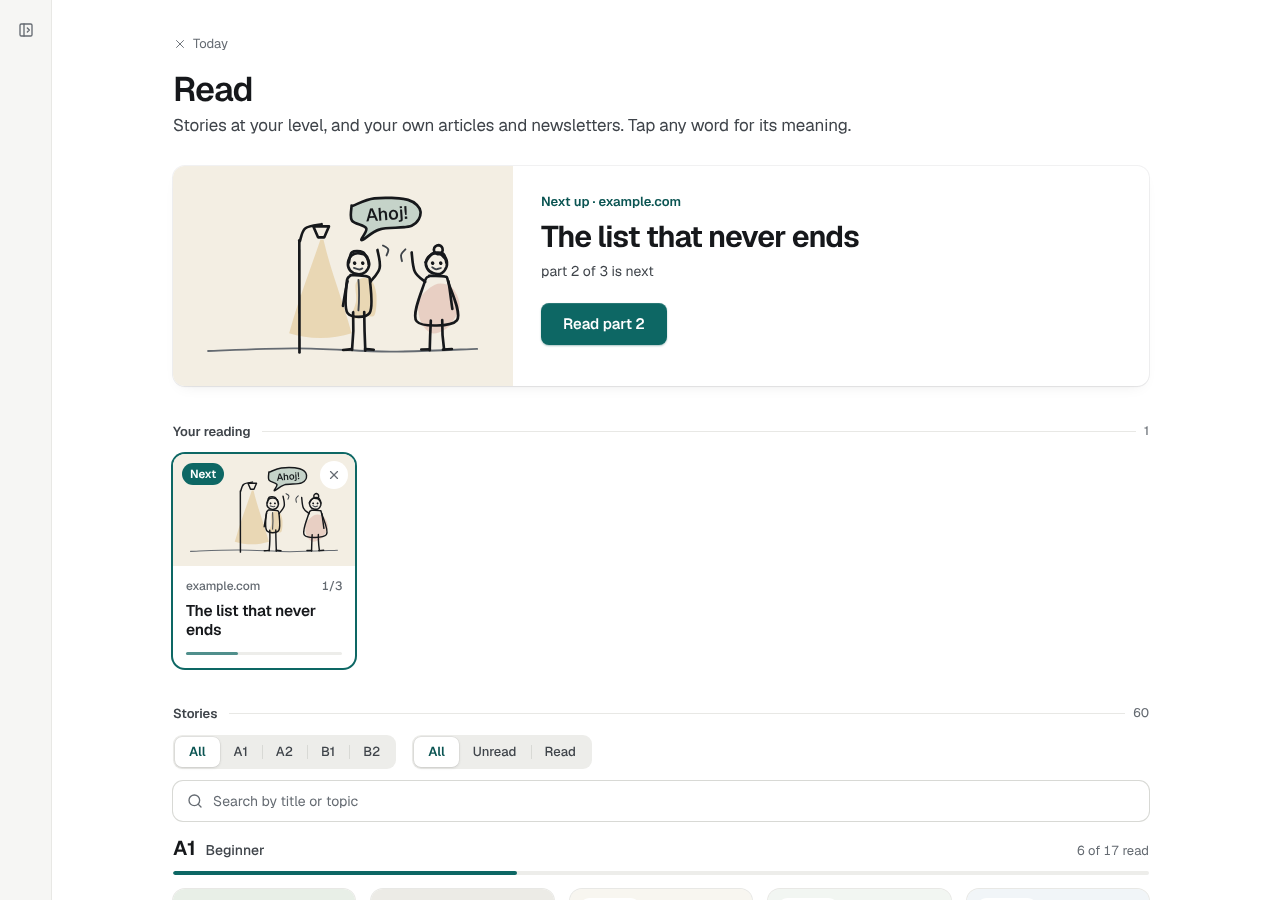 Today
Read
Stories at your level, and your own articles and newsletters. Tap any word for its meaning.
Ahoj!
Next up · example.com
The list that never ends
part 2 of 3 is next
Read part 2
Your reading 1
Next
Ahoj!
example.com 1/3
The list that never
ends
Stories 60
All A1 A2 B1 B2 All Unread Read
Search by title or topic
A1 Beginner 6 of 17 read